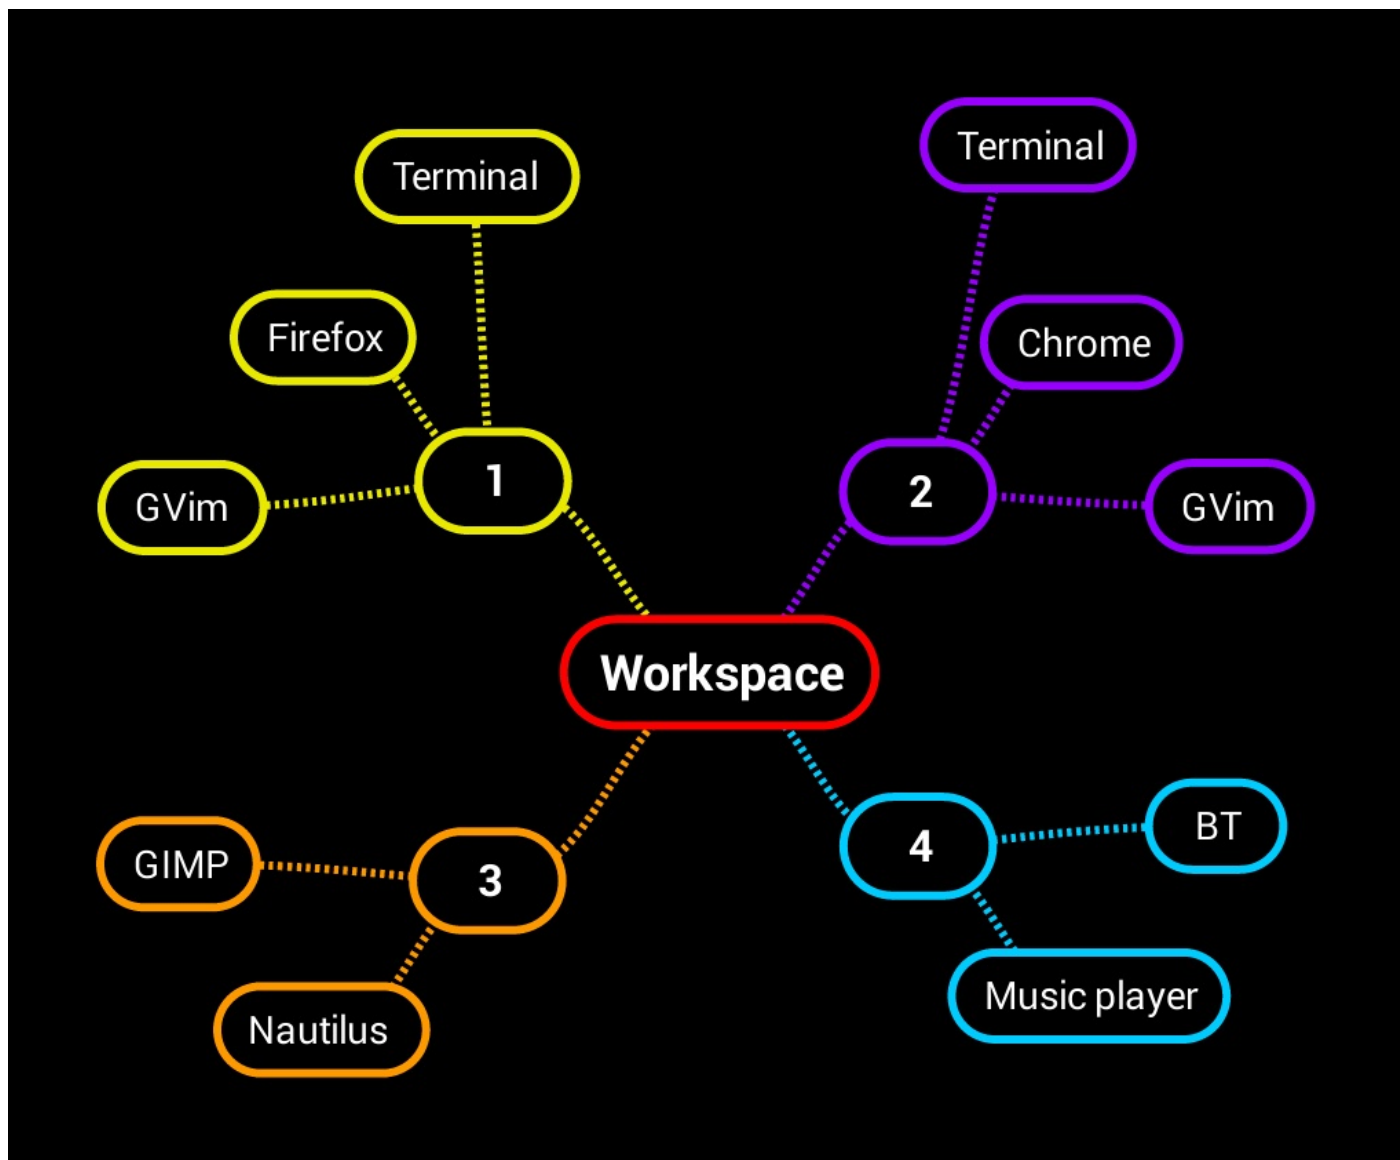 Terminal
Terminal
Firefox
Chrome
1
2
GVim
GVim
Workspace
BT
4
GIMP
3
Music player
Nautilus